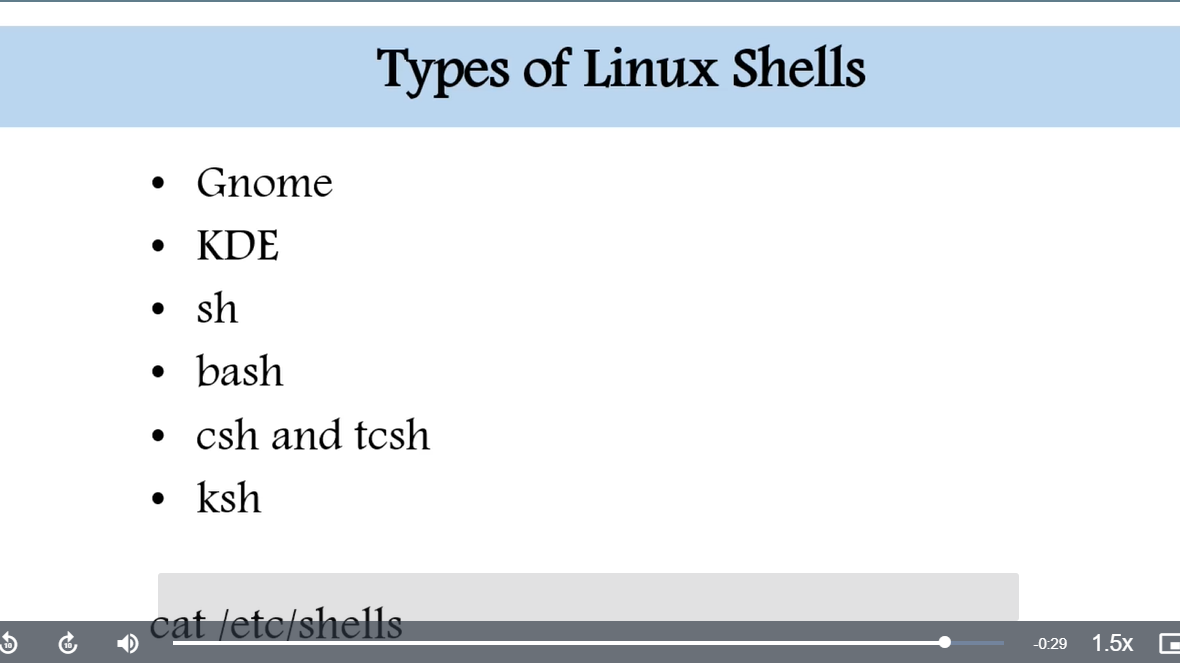 Types of Linux Shells
• Gnome
• KDE
• sh
• bash
• csh and tcsh
• ksh
cat /etc/shells
10 10 -0:29 1.5x